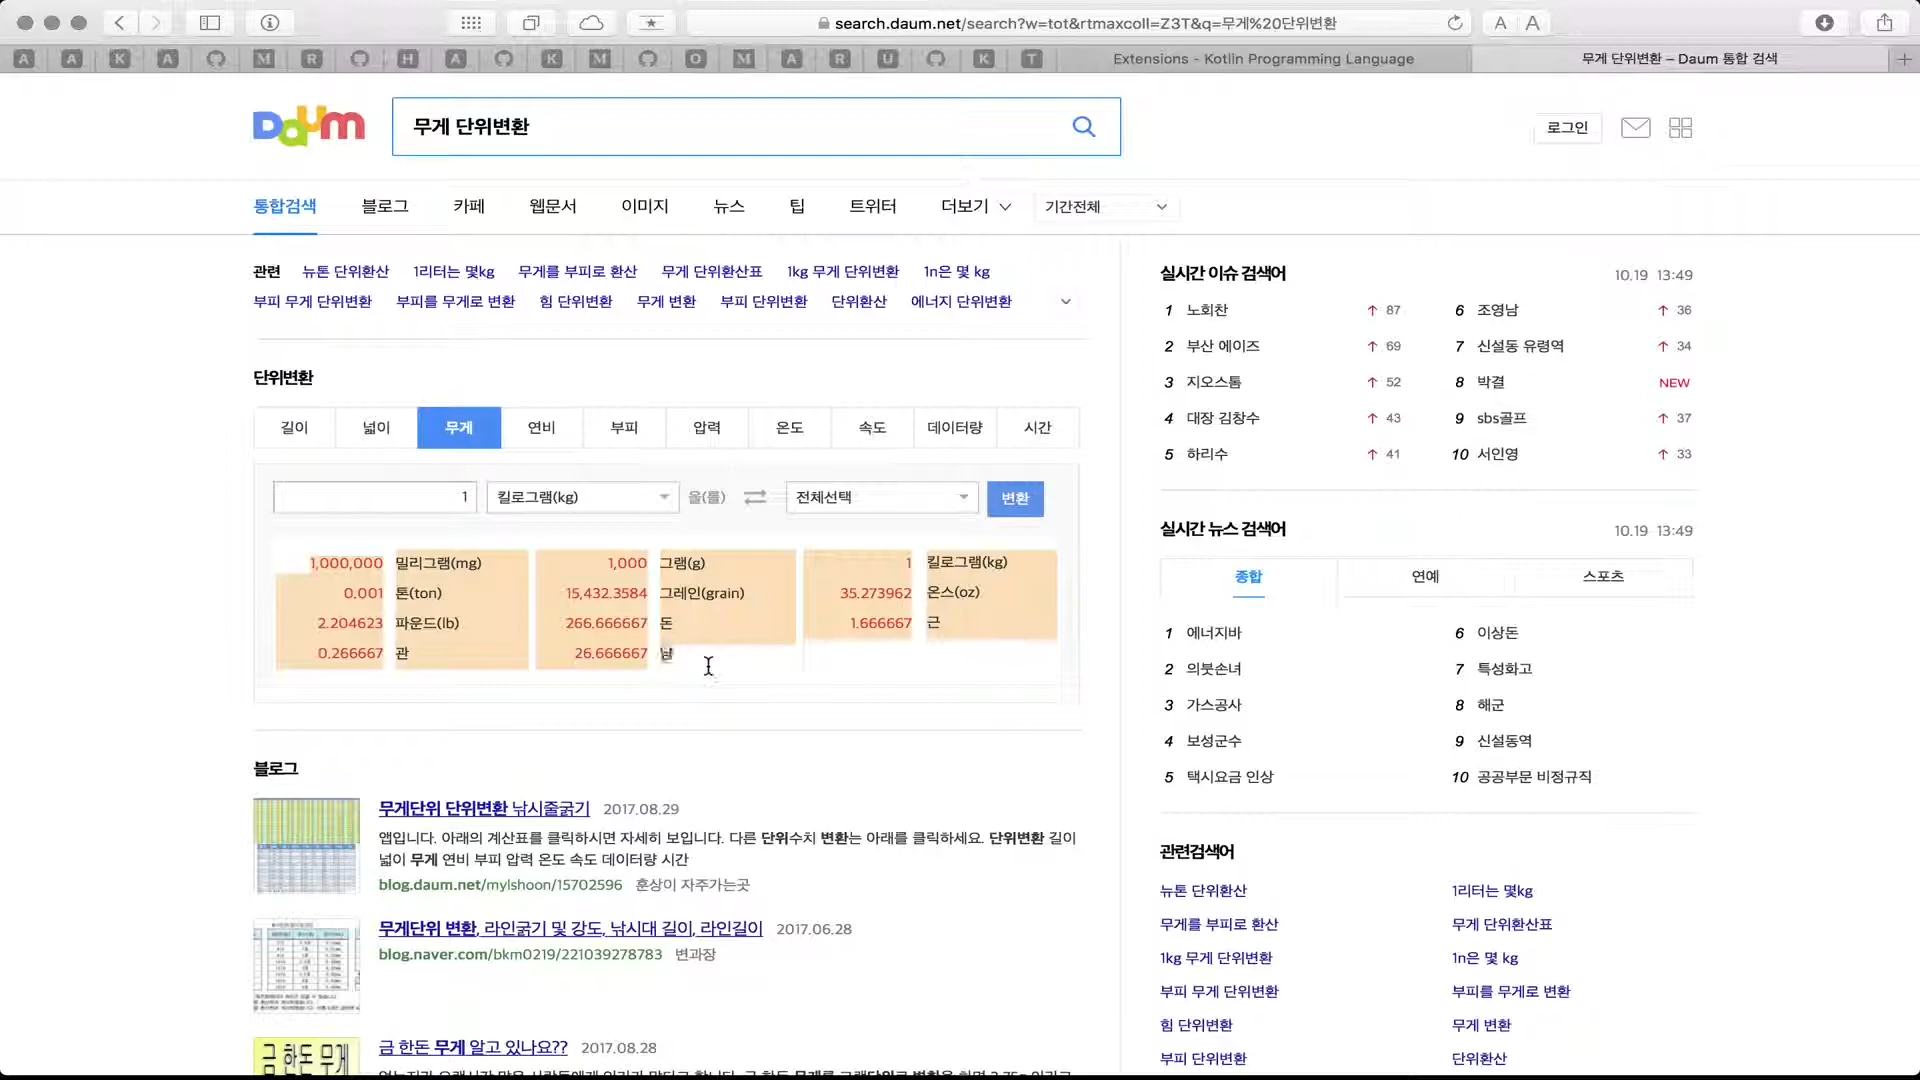 search.daum.net/search?w=tot&rtmaxcoll=Z3T&q=무게%20단위변환
A A
A A K A M R H A K M O M A R U K T
Extensions - Kotlin Programming Language
무게 단위변환 – Daum 통합 검색
Daum
무게 단위변환
로그인
통합검색 블로그 카페 웹문서 이미지 뉴스 팁 트위터 더보기 기간전체
관련 뉴톤 단위환산 1리터는 몇kg 무게를 부피로 환산 무게 단위환산표 1kg 무게 단위변환 1n은 몇 kg
부피 무게 단위변환 부피를 무게로 변환 힘 단위변환 무게 변환 부피 단위변환 단위환산 에너지 단위변환
단위변환
길이 넓이 무게 연비 부피 압력 온도 속도 데이터량 시간
1 킬로그램(kg) 을(를) 전체선택 변환
1,000,000 밀리그램(mg) 1,000 그램(g) 1 킬로그램(kg)
0.001 톤(ton) 15,432.3584 그레인(grain) 35.273962 온스(oz)
2.204623 파운드(lb) 266.666667 돈 1.666667 근
0.266667 관 26.666667 냥
블로그
무게단위 단위변환 낚시줄굵기 2017.08.29
앱입니다. 아래의 계산표를 클릭하시면 자세히 보입니다. 다른 단위수치 변환는 아래를 클릭하세요. 단위변환 길이
넓이 무게 연비 부피 압력 온도 속도 데이터량 시간
blog.daum.net/mylshoon/15702596 훈상이 자주가는곳
무게단위 변환, 라인굵기 및 강도, 낚시대 길이, 라인길이 2017.06.28
blog.naver.com/bkm0219/221039278783 변과장
금 한돈 무게
금 한돈 무게 알고 있나요?? 2017.08.28
실시간 이슈 검색어 10.19 13:49
1 노회찬 ↑ 87 6 조영남 ↑ 36
2 부산 에이즈 ↑ 69 7 신설동 유령역 ↑ 34
3 지오스톰 ↑ 52 8 박결 NEW
4 대장 김창수 ↑ 43 9 sbs골프 ↑ 37
5 하리수 ↑ 41 10 서인영 ↑ 33
실시간 뉴스 검색어 10.19 13:49
종합 연예 스포츠
1 에너지바 6 이상돈
2 의붓손녀 7 특성화고
3 가스공사 8 해군
4 보성군수 9 신설동역
5 택시요금 인상 10 공공부문 비정규직
관련검색어
뉴톤 단위환산 1리터는 몇kg
무게를 부피로 환산 무게 단위환산표
1kg 무게 단위변환 1n은 몇 kg
부피 무게 단위변환 부피를 무게로 변환
힘 단위변환 무게 변환
부피 단위변환 단위환산